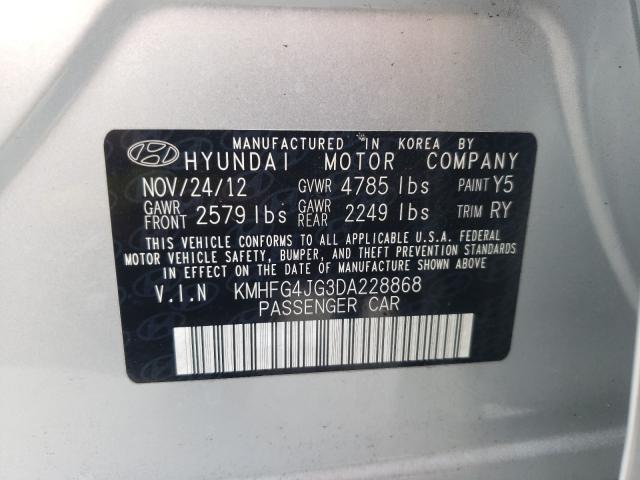 MANUFACTURED IN KOREA BY
HYUNDAI MOTOR COMPANY
NOV/24/12 GVWR 4785 lbs PAINT Y5
GAWR FRONT 2579 lbs GAWR REAR 2249 lbs TRIM RY
THIS VEHICLE CONFORMS TO ALL APPLICABLE U.S.A. FEDERAL
MOTOR VEHICLE SAFETY, BUMPER, AND THEFT PREVENTION STANDARDS
IN EFFECT ON THE DATE OF MANUFACTURE SHOWN ABOVE.
V.I.N KMHFG4JG3DA228868
PASSENGER CAR